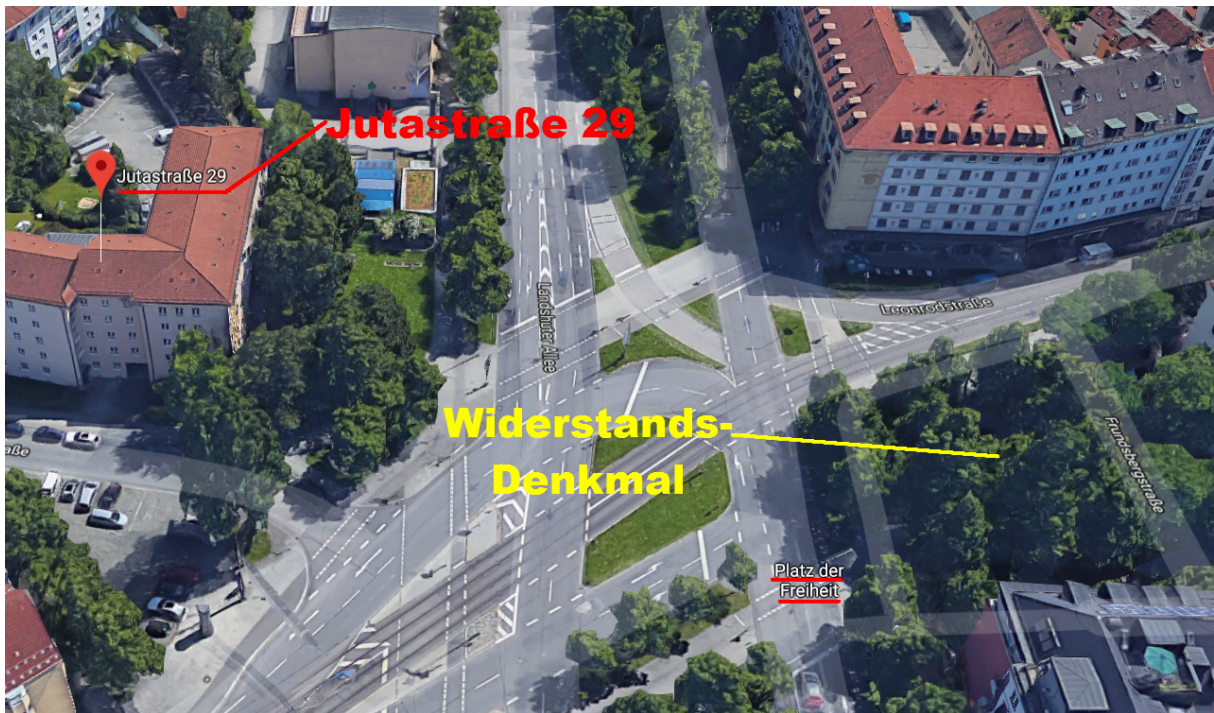 Jutastraße 29
Jutastraße 29
Landshuter Allee
Leonrodstraße
Widerstands-
Denkmal
Frundsbergstraße
aße
Platz der
Freiheit